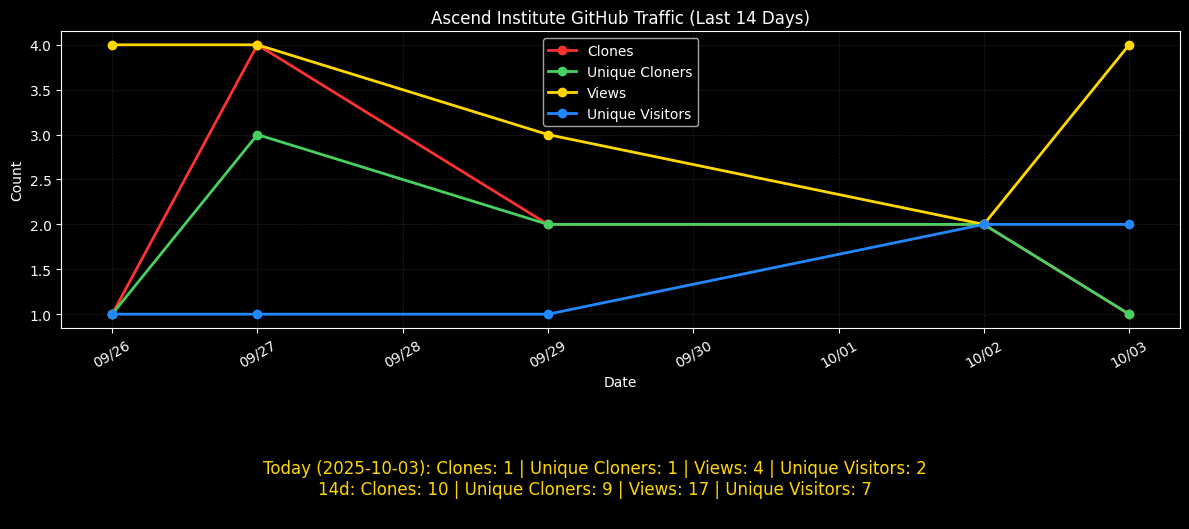 Ascend Institute GitHub Traffic (Last 14 Days)
Clones
Unique Cloners
Views
Unique Visitors
Count
4.0
3.5
3.0
2.5
2.0
1.5
1.0
09/26
09/27
09/28
09/29
09/30
10/01
10/02
10/03
Date
Today (2025-10-03): Clones: 1 | Unique Cloners: 1 | Views: 4 | Unique Visitors: 2
14d: Clones: 10 | Unique Cloners: 9 | Views: 17 | Unique Visitors: 7